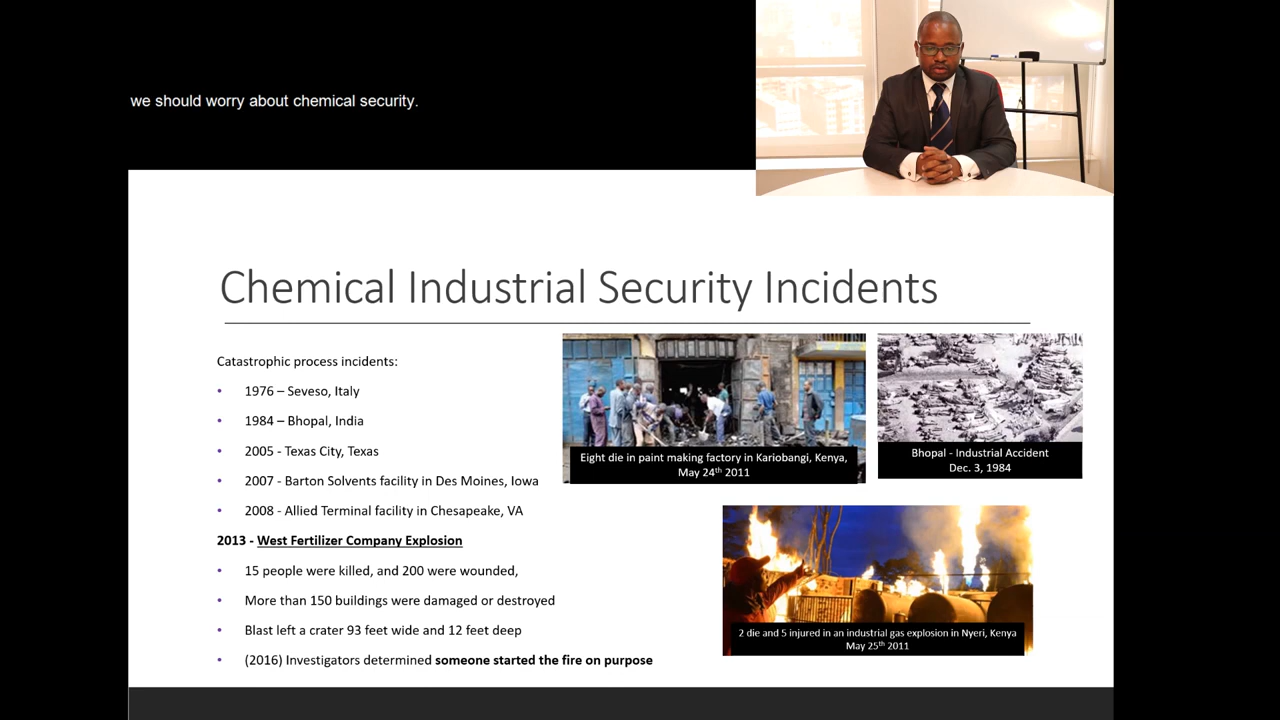 we should worry about chemical security.
Chemical Industrial Security Incidents
Catastrophic process incidents:
• 1976 – Seveso, Italy
• 1984 – Bhopal, India
• 2005 - Texas City, Texas
• 2007 - Barton Solvents facility in Des Moines, Iowa
• 2008 - Allied Terminal facility in Chesapeake, VA
2013 - West Fertilizer Company Explosion
• 15 people were killed, and 200 were wounded,
• More than 150 buildings were damaged or destroyed
• Blast left a crater 93 feet wide and 12 feet deep
• (2016) Investigators determined someone started the fire on purpose
Eight die in paint making factory in Kariobangi, Kenya,
May 24th 2011
Bhopal - Industrial Accident
Dec. 3, 1984
2 die and 5 injured in an industrial gas explosion in Nyeri, Kenya
May 25th 2011